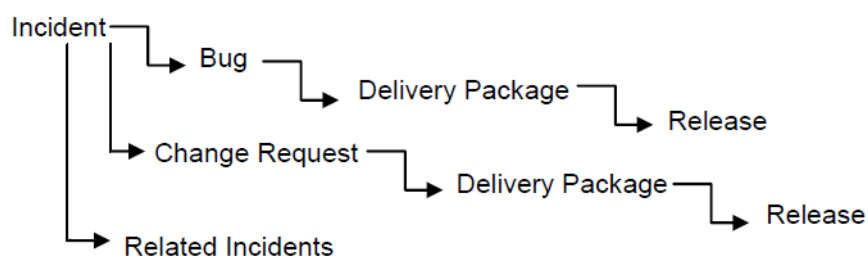 Incident
Bug
Delivery Package
Release
Change Request
Delivery Package
Release
Related Incidents